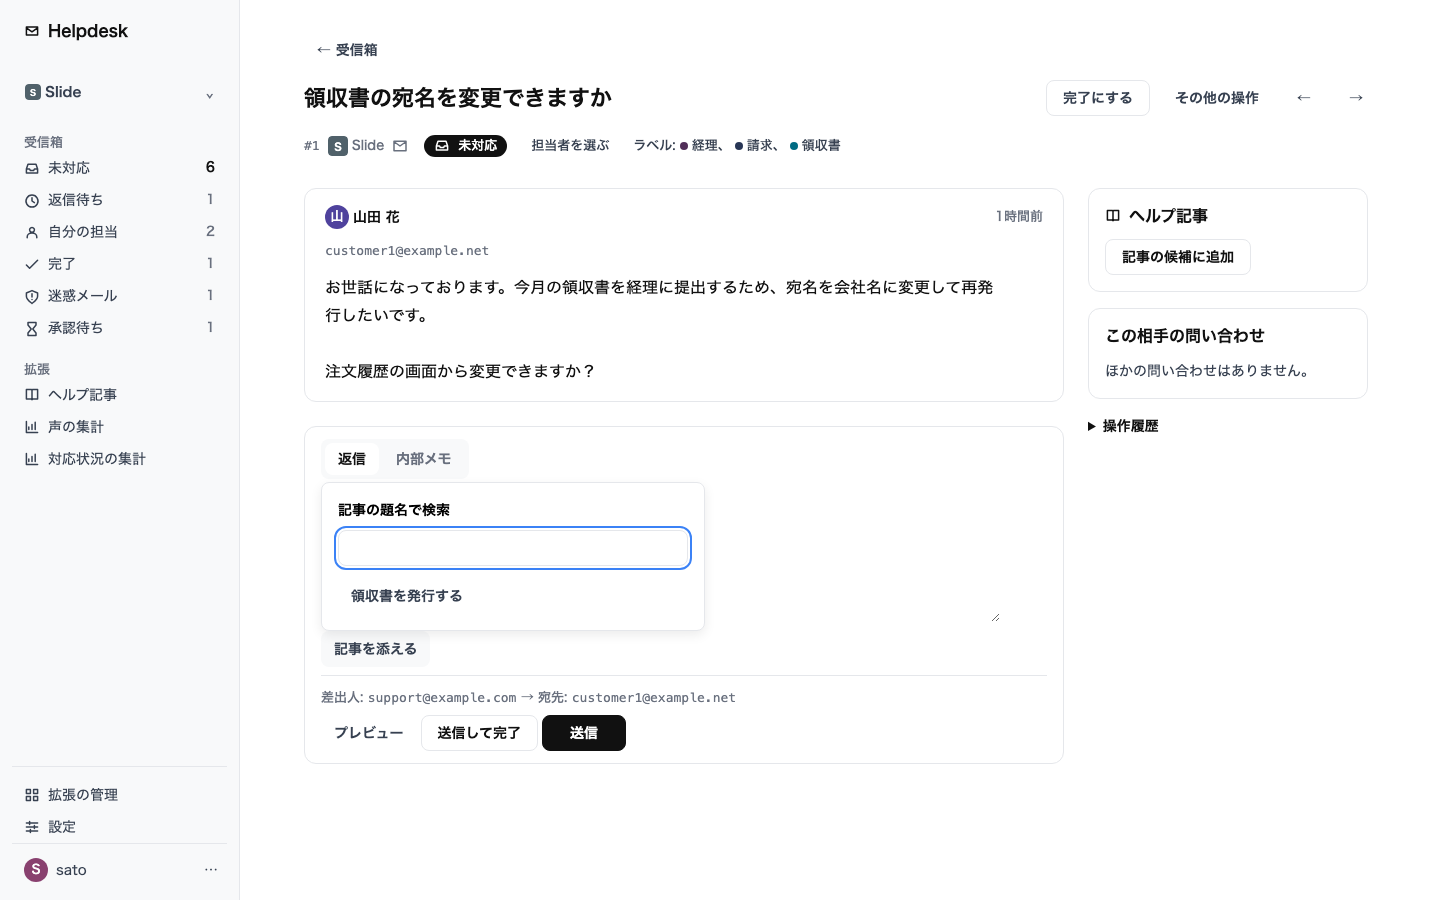 Helpdesk
S Slide
受信箱
未対応 6
返信待ち 1
自分の担当 2
完了 1
迷惑メール 1
承認待ち 1
拡張
ヘルプ記事
声の集計
対応状況の集計
拡張の管理
設定
S sato ...
← 受信箱
領収書の宛名を変更できますか
完了にする その他の操作 ← →
#1 S Slide 未対応 担当者を選ぶ ラベル: 経理、 請求、 領収書
山 山田 花 1時間前
customer1@example.net
お世話になっております。今月の領収書を経理に提出するため、宛名を会社名に変更して再発
行したいです。
注文履歴の画面から変更できますか？
返信 内部メモ
記事の題名で検索
領収書を発行する
記事を添える
差出人: support@example.com → 宛先: customer1@example.net
プレビュー 送信して完了 送信
ヘルプ記事
記事の候補に追加
この相手の問い合わせ
ほかの問い合わせはありません。
▶ 操作履歴